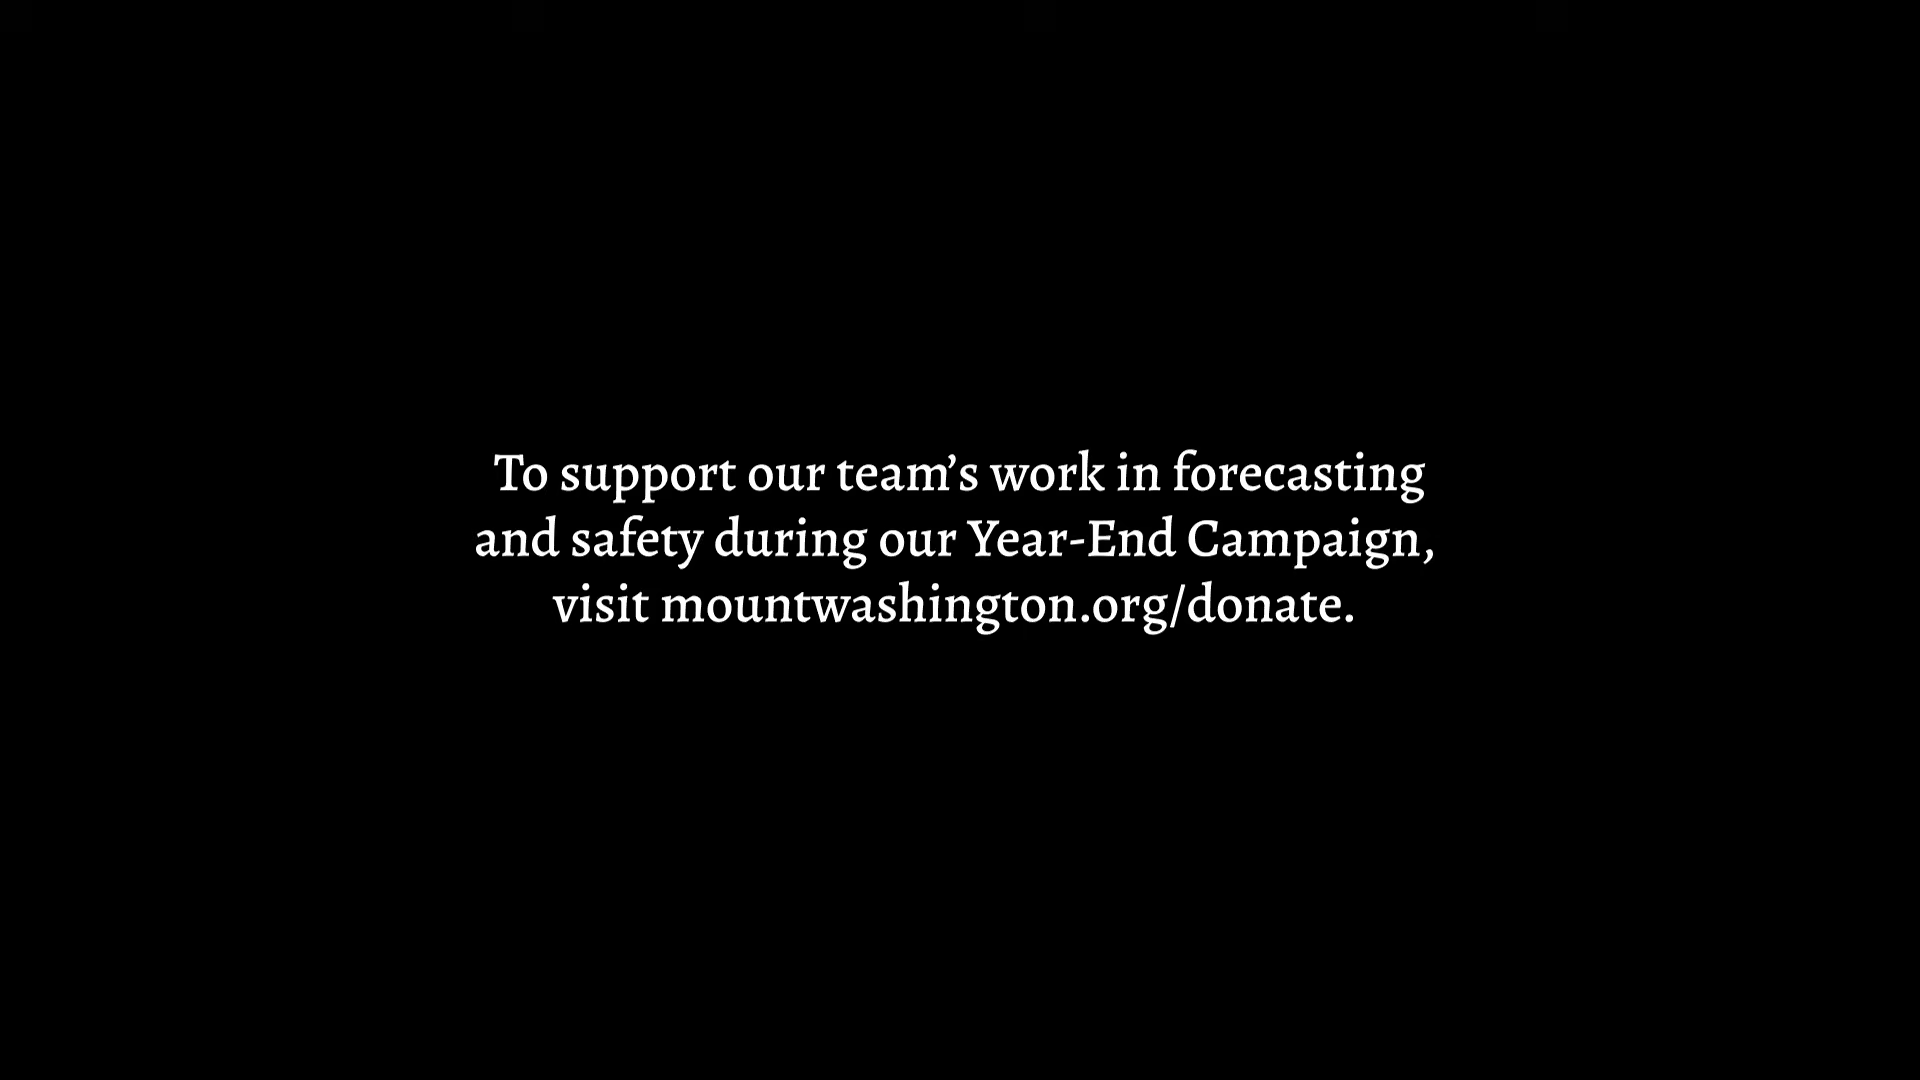 To support our team’s work in forecasting
and safety during our Year-End Campaign,
visit mountwashington.org/donate.